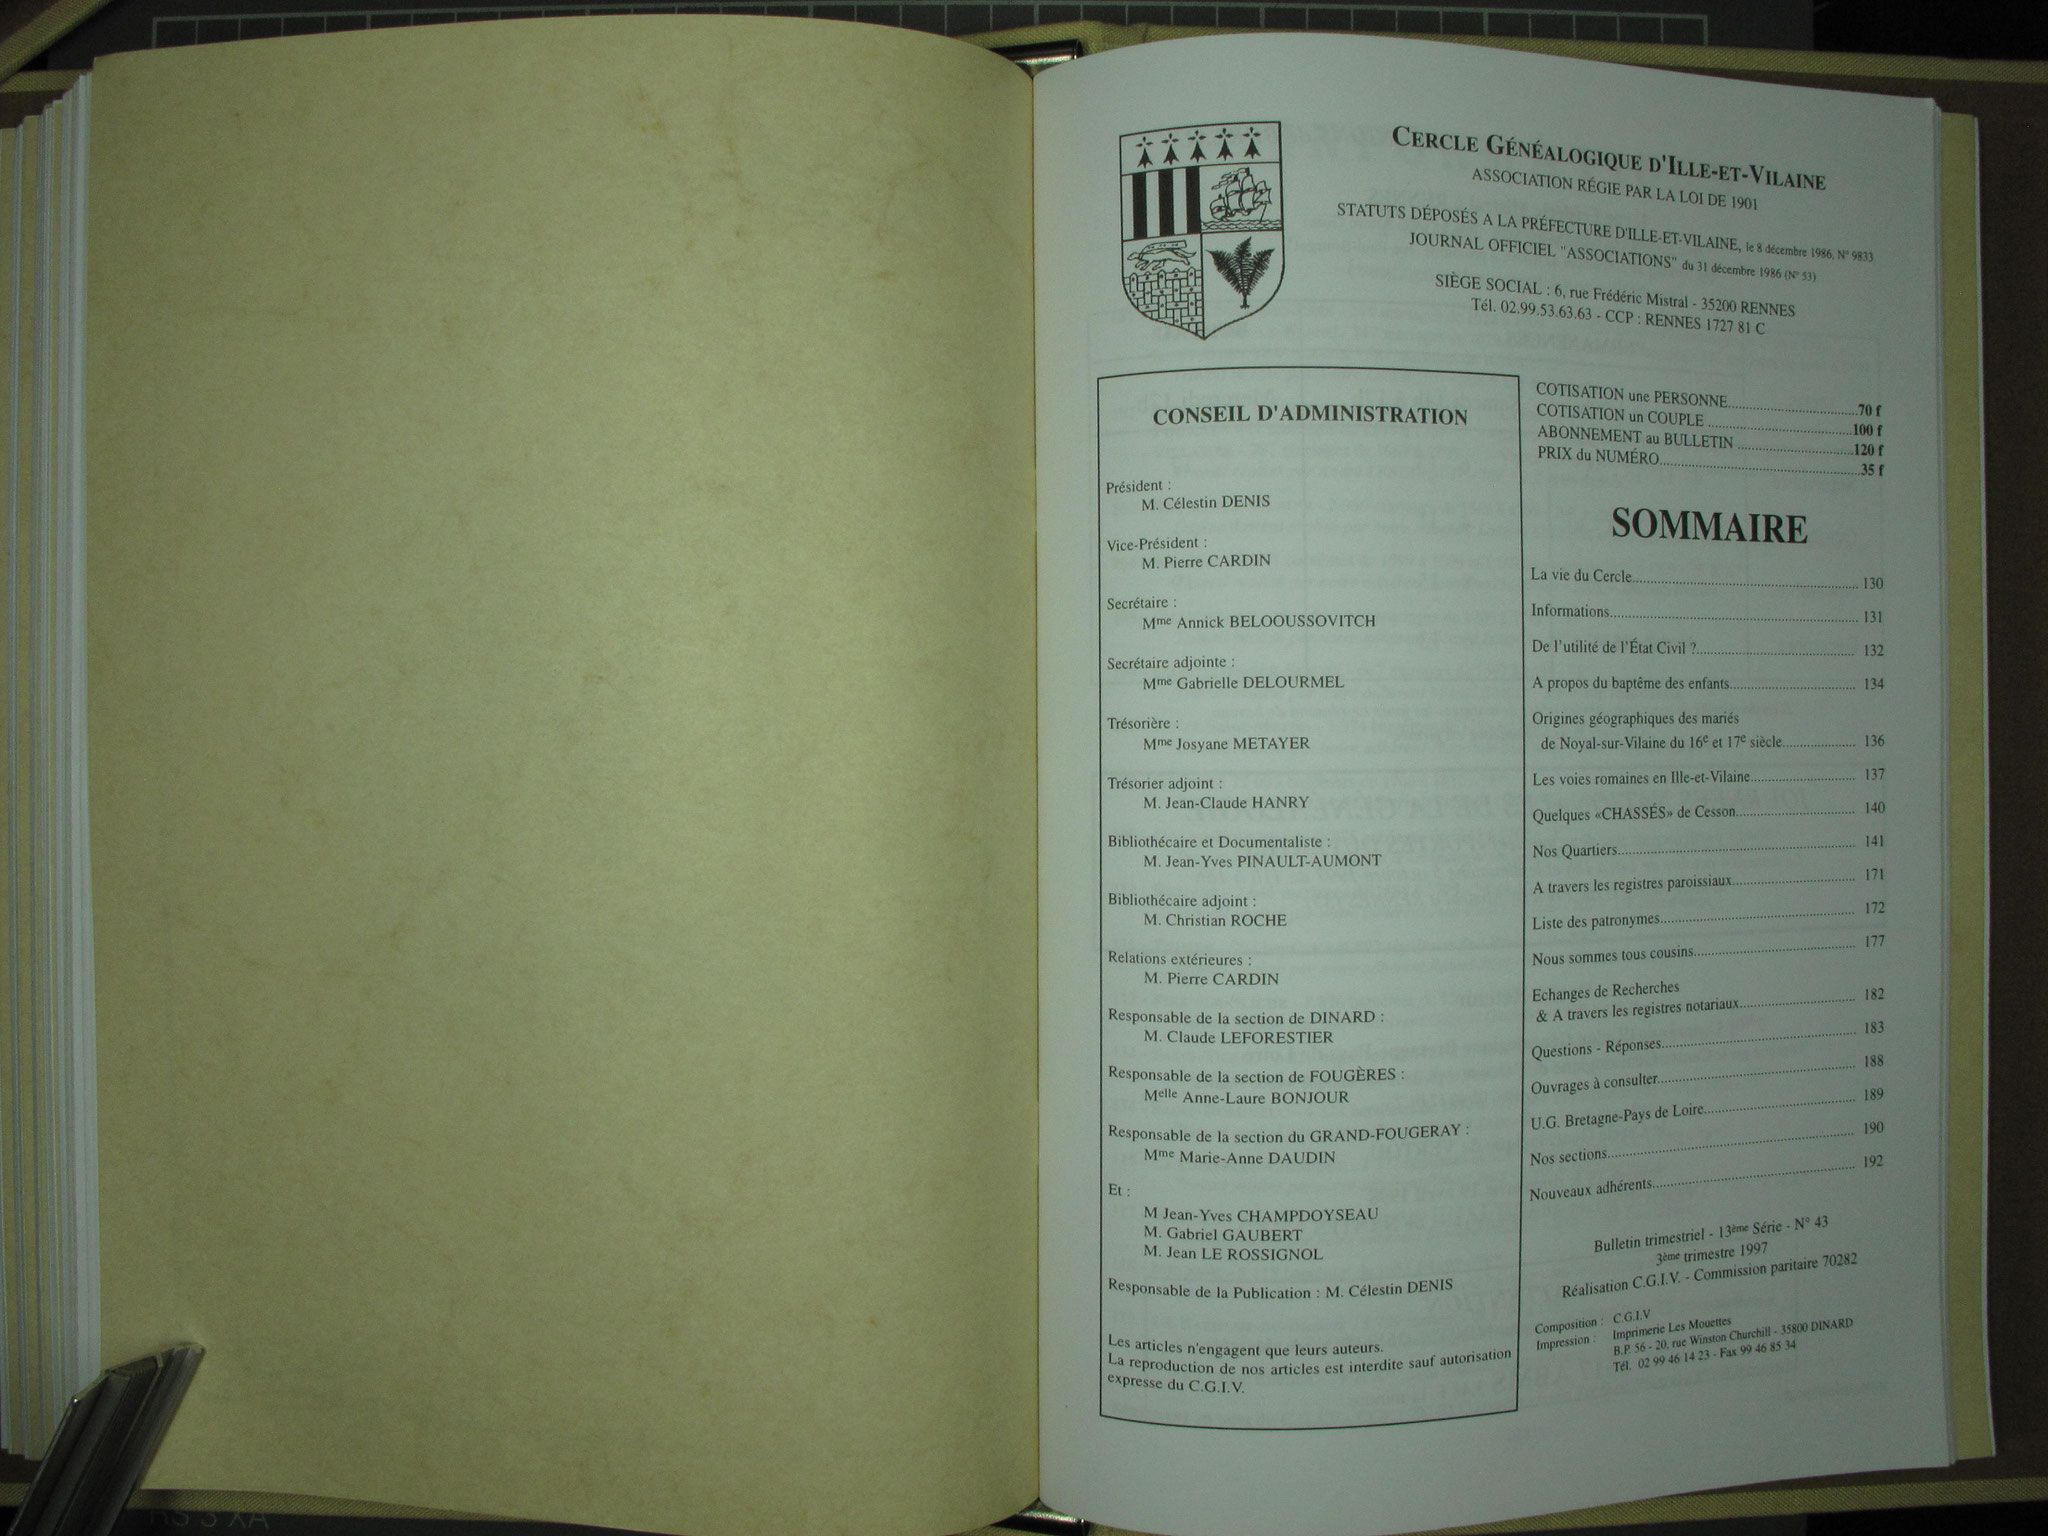 CERCLE GÉNÉALOGIQUE D'ILLE-ET-VILAINE
ASSOCIATION RÉGIE PAR LA LOI DE 1901
STATUTS DÉPOSÉS A LA PRÉFECTURE D'ILLE-ET-VILAINE, le 8 décembre 1986, N° 9833
JOURNAL OFFICIEL "ASSOCIATIONS" du 31 décembre 1986 (N° 53)
SIÈGE SOCIAL : 6, rue Frédéric Mistral - 35200 RENNES
Tél. 02.99.53.63.63 - CCP : RENNES 1727 81 C
CONSEIL D'ADMINISTRATION
Président :
M. Célestin DENIS
Vice-Président :
M. Pierre CARDIN
Secrétaire :
Mme Annick BELOOUSSOVITCH
Secrétaire adjointe :
Mme Gabrielle DELOURMEL
Trésorière :
Mme Josyane METAYER
Trésorier adjoint :
M. Jean-Claude HANRY
Bibliothécaire et Documentaliste :
M. Jean-Yves PINAULT-AUMONT
Bibliothécaire adjoint :
M. Christian ROCHE
Relations extérieures :
M. Pierre CARDIN
Responsable de la section de DINARD :
M. Claude LEFORESTIER
Responsable de la section de FOUGÈRES :
Melle Anne-Laure BONJOUR
Responsable de la section du GRAND-FOUGERAY :
Mme Marie-Anne DAUDIN
Et :
M Jean-Yves CHAMPDOYSEAU
M. Gabriel GAUBERT
M. Jean LE ROSSIGNOL
Responsable de la Publication : M. Célestin DENIS
Les articles n'engagent que leurs auteurs.
La reproduction de nos articles est interdite sauf autorisation
expresse du C.G.I.V.
COTISATION une PERSONNE..........70 f
COTISATION un COUPLE ..........100 f
ABONNEMENT au BULLETIN ..........120 f
PRIX du NUMÉRO..........35 f
SOMMAIRE
La vie du Cercle.......... 130
Informations.......... 131
De l'utilité de l'État Civil ?.......... 132
A propos du baptême des enfants.......... 134
Origines géographiques des mariés
de Noyal-sur-Vilaine du 16e et 17e siècle.......... 136
Les voies romaines en Ille-et-Vilaine.......... 137
Quelques «CHASSÉS» de Cesson.......... 140
Nos Quartiers.......... 141
A travers les registres paroissiaux.......... 171
Liste des patronymes.......... 172
Nous sommes tous cousins.......... 177
Echanges de Recherches
& A travers les registres notariaux.......... 182
Questions - Réponses.......... 183
Ouvrages à consulter.......... 188
U.G. Bretagne-Pays de Loire.......... 189
Nos sections.......... 190
Nouveaux adhérents.......... 192
Bulletin trimestriel - 13ème Série - N° 43
3ème trimestre 1997
Réalisation C.G.I.V. - Commission paritaire 70282
Composition : C.G.I.V
Impression : Imprimerie Les Mouettes
B.P. 56 - 20, rue Winston Churchill - 35800 DINARD
Tél. 02 99 46 14 23 - Fax 99 46 85 34